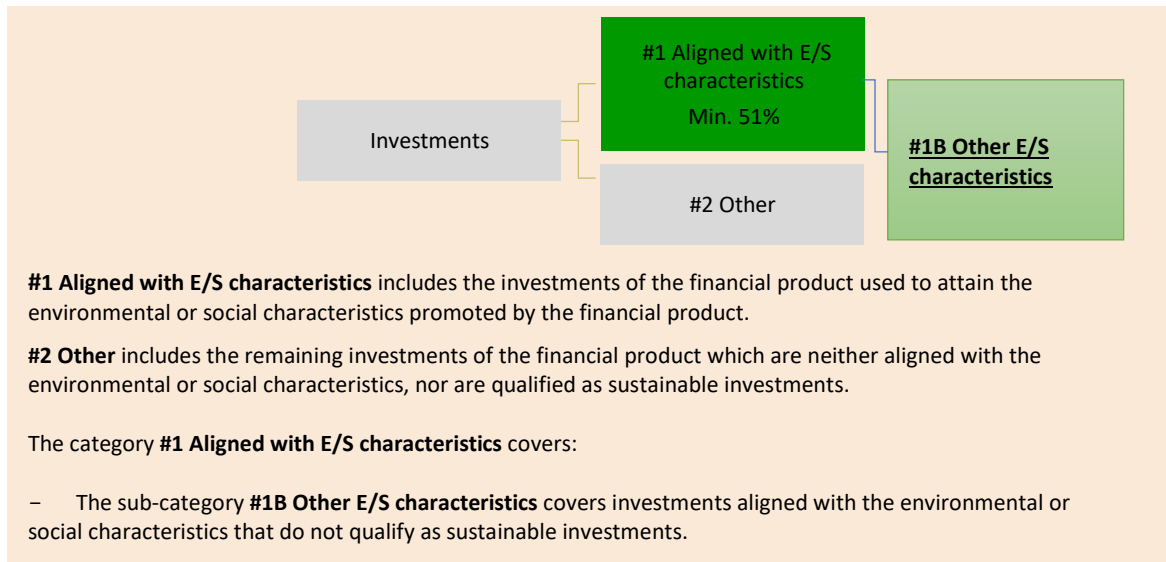 #1 Aligned with E/S
characteristics
Min. 51%
Investments
#1B Other E/S
characteristics
#2 Other
#1 Aligned with E/S characteristics includes the investments of the financial product used to attain the
environmental or social characteristics promoted by the financial product.
#2 Other includes the remaining investments of the financial product which are neither aligned with the
environmental or social characteristics, nor are qualified as sustainable investments.
The category #1 Aligned with E/S characteristics covers:
– The sub-category #1B Other E/S characteristics covers investments aligned with the environmental or
social characteristics that do not qualify as sustainable investments.